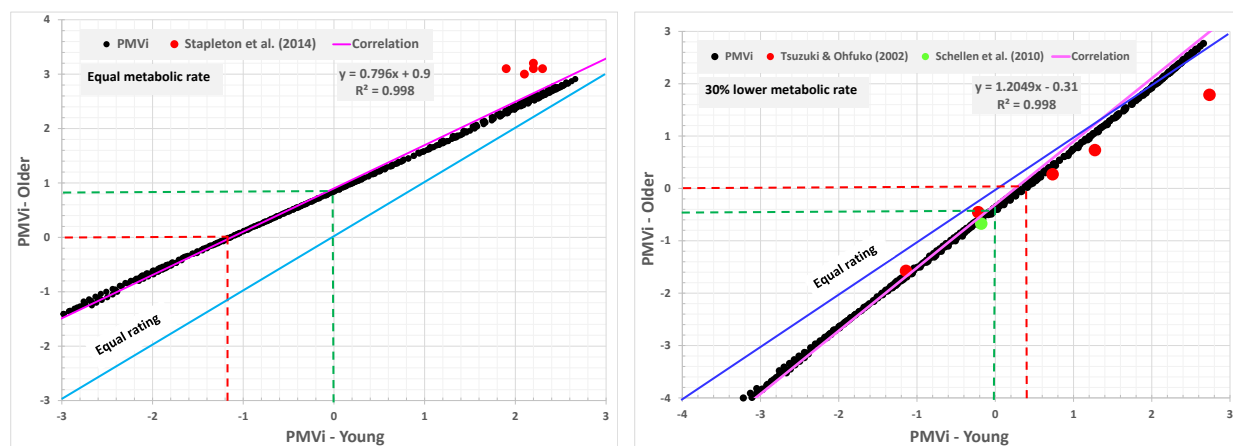 4
3
2
1
0
-1
-2
-3
-3 -2 -1 0 1 2 3
PMVi- Older
PMVi - Young
PMVi Stapleton et al. (2014) Correlation
Equal metabolic rate
y = 0.796x + 0.9
R² = 0.998
Equal rating
3
2
1
0
-1
-2
-3
-4
-4 -3 -2 -1 0 1 2 3
PMVi - Older
PMVi - Young
PMVi Tsuzuki & Ohfuko (2002) Schellen et al. (2010) Correlation
30% lower metabolic rate
y = 1.2049x - 0.31
R² = 0.998
Equal rating